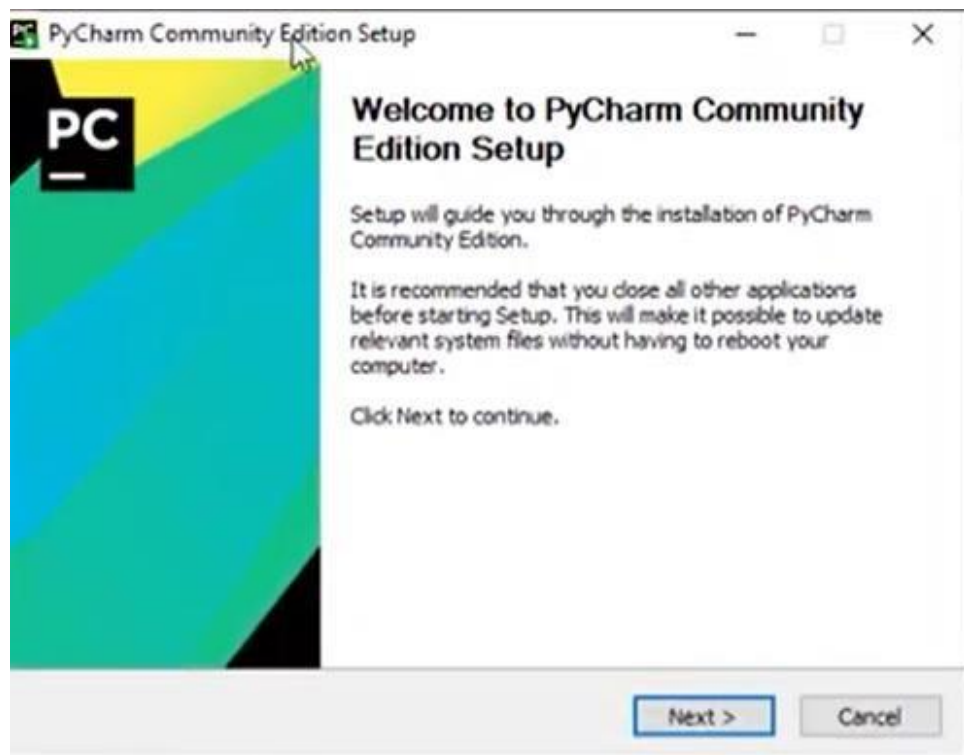 PyCharm Community Edition Setup
PC
Welcome to PyCharm Community
Edition Setup
Setup will guide you through the installation of PyCharm
Community Edition.
It is recommended that you close all other applications
before starting Setup. This will make it possible to update
relevant system files without having to reboot your
computer.
Click Next to continue.
Next >
Cancel